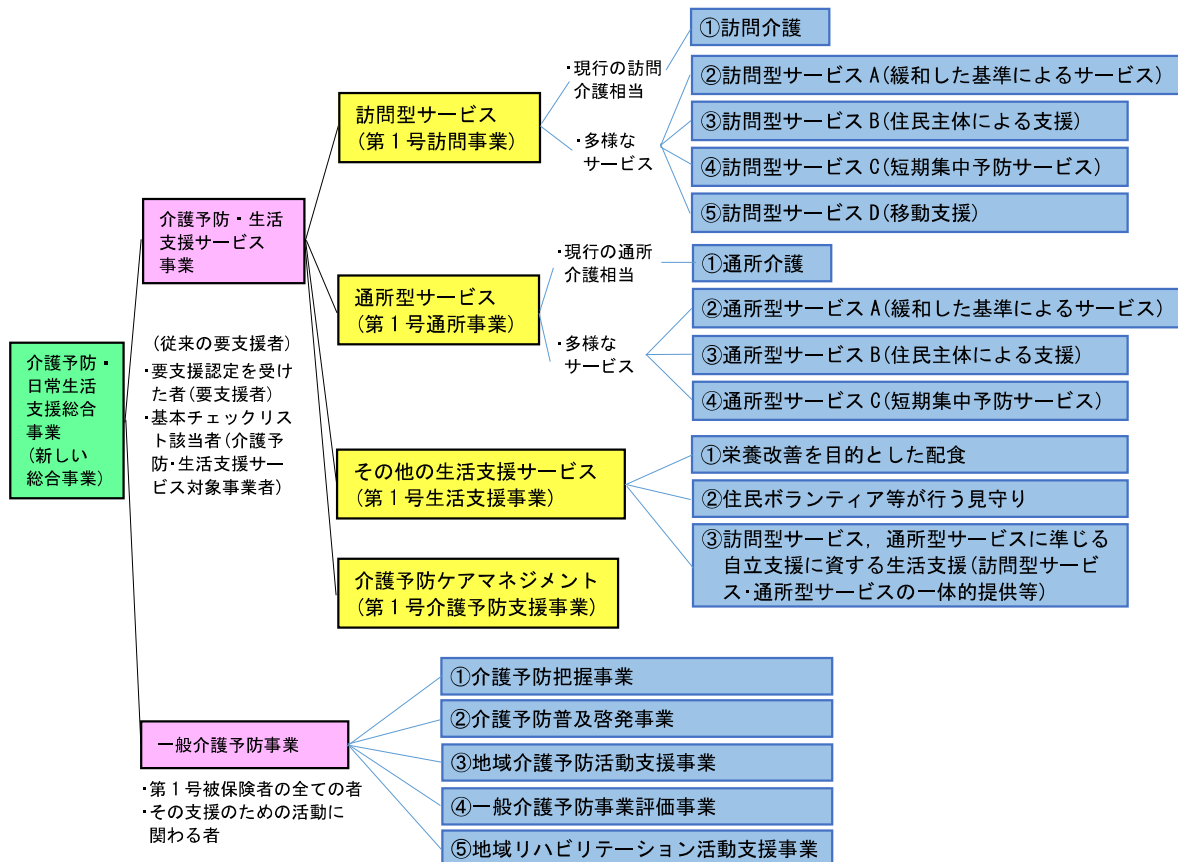 介護予防・
日常生活
支援総合
事業
(新しい
総合事業)
介護予防・生活
支援サービス
事業
(従来の要支援者)
・要支援認定を受け
た者(要支援者)
・基本チェックリス
ト該当者(介護予
防・生活支援サー
ビス対象事業者)
訪問型サービス
(第1号訪問事業)
・現行の訪問
介護相当
①訪問介護
・多様な
サービス
②訪問型サービスA(緩和した基準によるサービス)
③訪問型サービスB(住民主体による支援)
④訪問型サービスC(短期集中予防サービス)
⑤訪問型サービスD(移動支援)
通所型サービス
(第1号通所事業)
・現行の通所
介護相当
①通所介護
・多様な
サービス
②通所型サービスA(緩和した基準によるサービス)
③通所型サービスB(住民主体による支援)
④通所型サービスC(短期集中予防サービス)
その他の生活支援サービス
(第1号生活支援事業)
①栄養改善を目的とした配食
②住民ボランティア等が行う見守り
③訪問型サービス，通所型サービスに準じる
自立支援に資する生活支援(訪問型サービ
ス・通所型サービスの一体的提供等)
介護予防ケアマネジメント
(第1号介護予防支援事業)
一般介護予防事業
・第1号被保険者の全ての者
・その支援のための活動に
関わる者
①介護予防把握事業
②介護予防普及啓発事業
③地域介護予防活動支援事業
④一般介護予防事業評価事業
⑤地域リハビリテーション活動支援事業